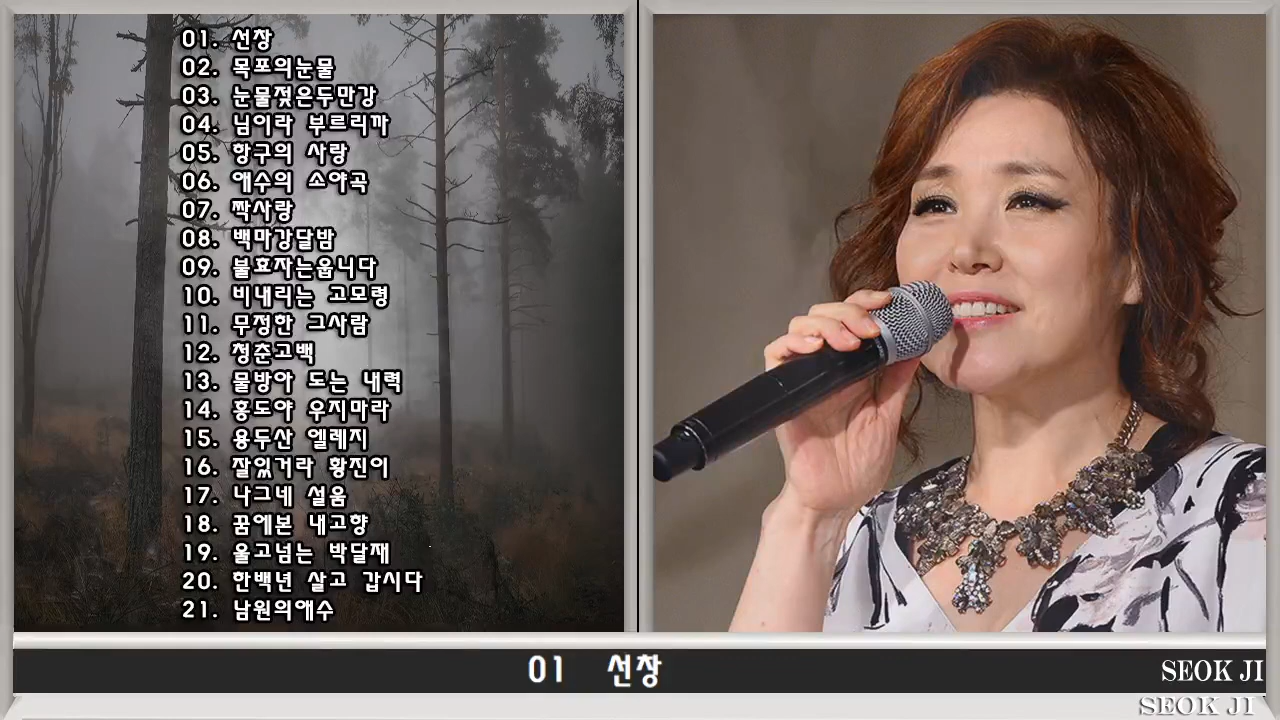 01. 선창
02. 목포의눈물
03. 눈물젖은두만강
04. 님이라 부르리까
05. 항구의 사랑
06. 애수의 소야곡
07. 짝사랑
08. 백마강달밤
09. 불효자는웁니다
10. 비내리는 고모령
11. 무정한 그사람
12. 청춘고백
13. 물방아 도는 내력
14. 홍도야 우지마라
15. 용두산 엘레지
16. 잘있거라 황진이
17. 나그네 설움
18. 꿈에본 내고향
19. 울고넘는 박달재
20. 한백년 살고 갑시다
21. 남원의애수
01 선창
SEOK JI
SEOK JI